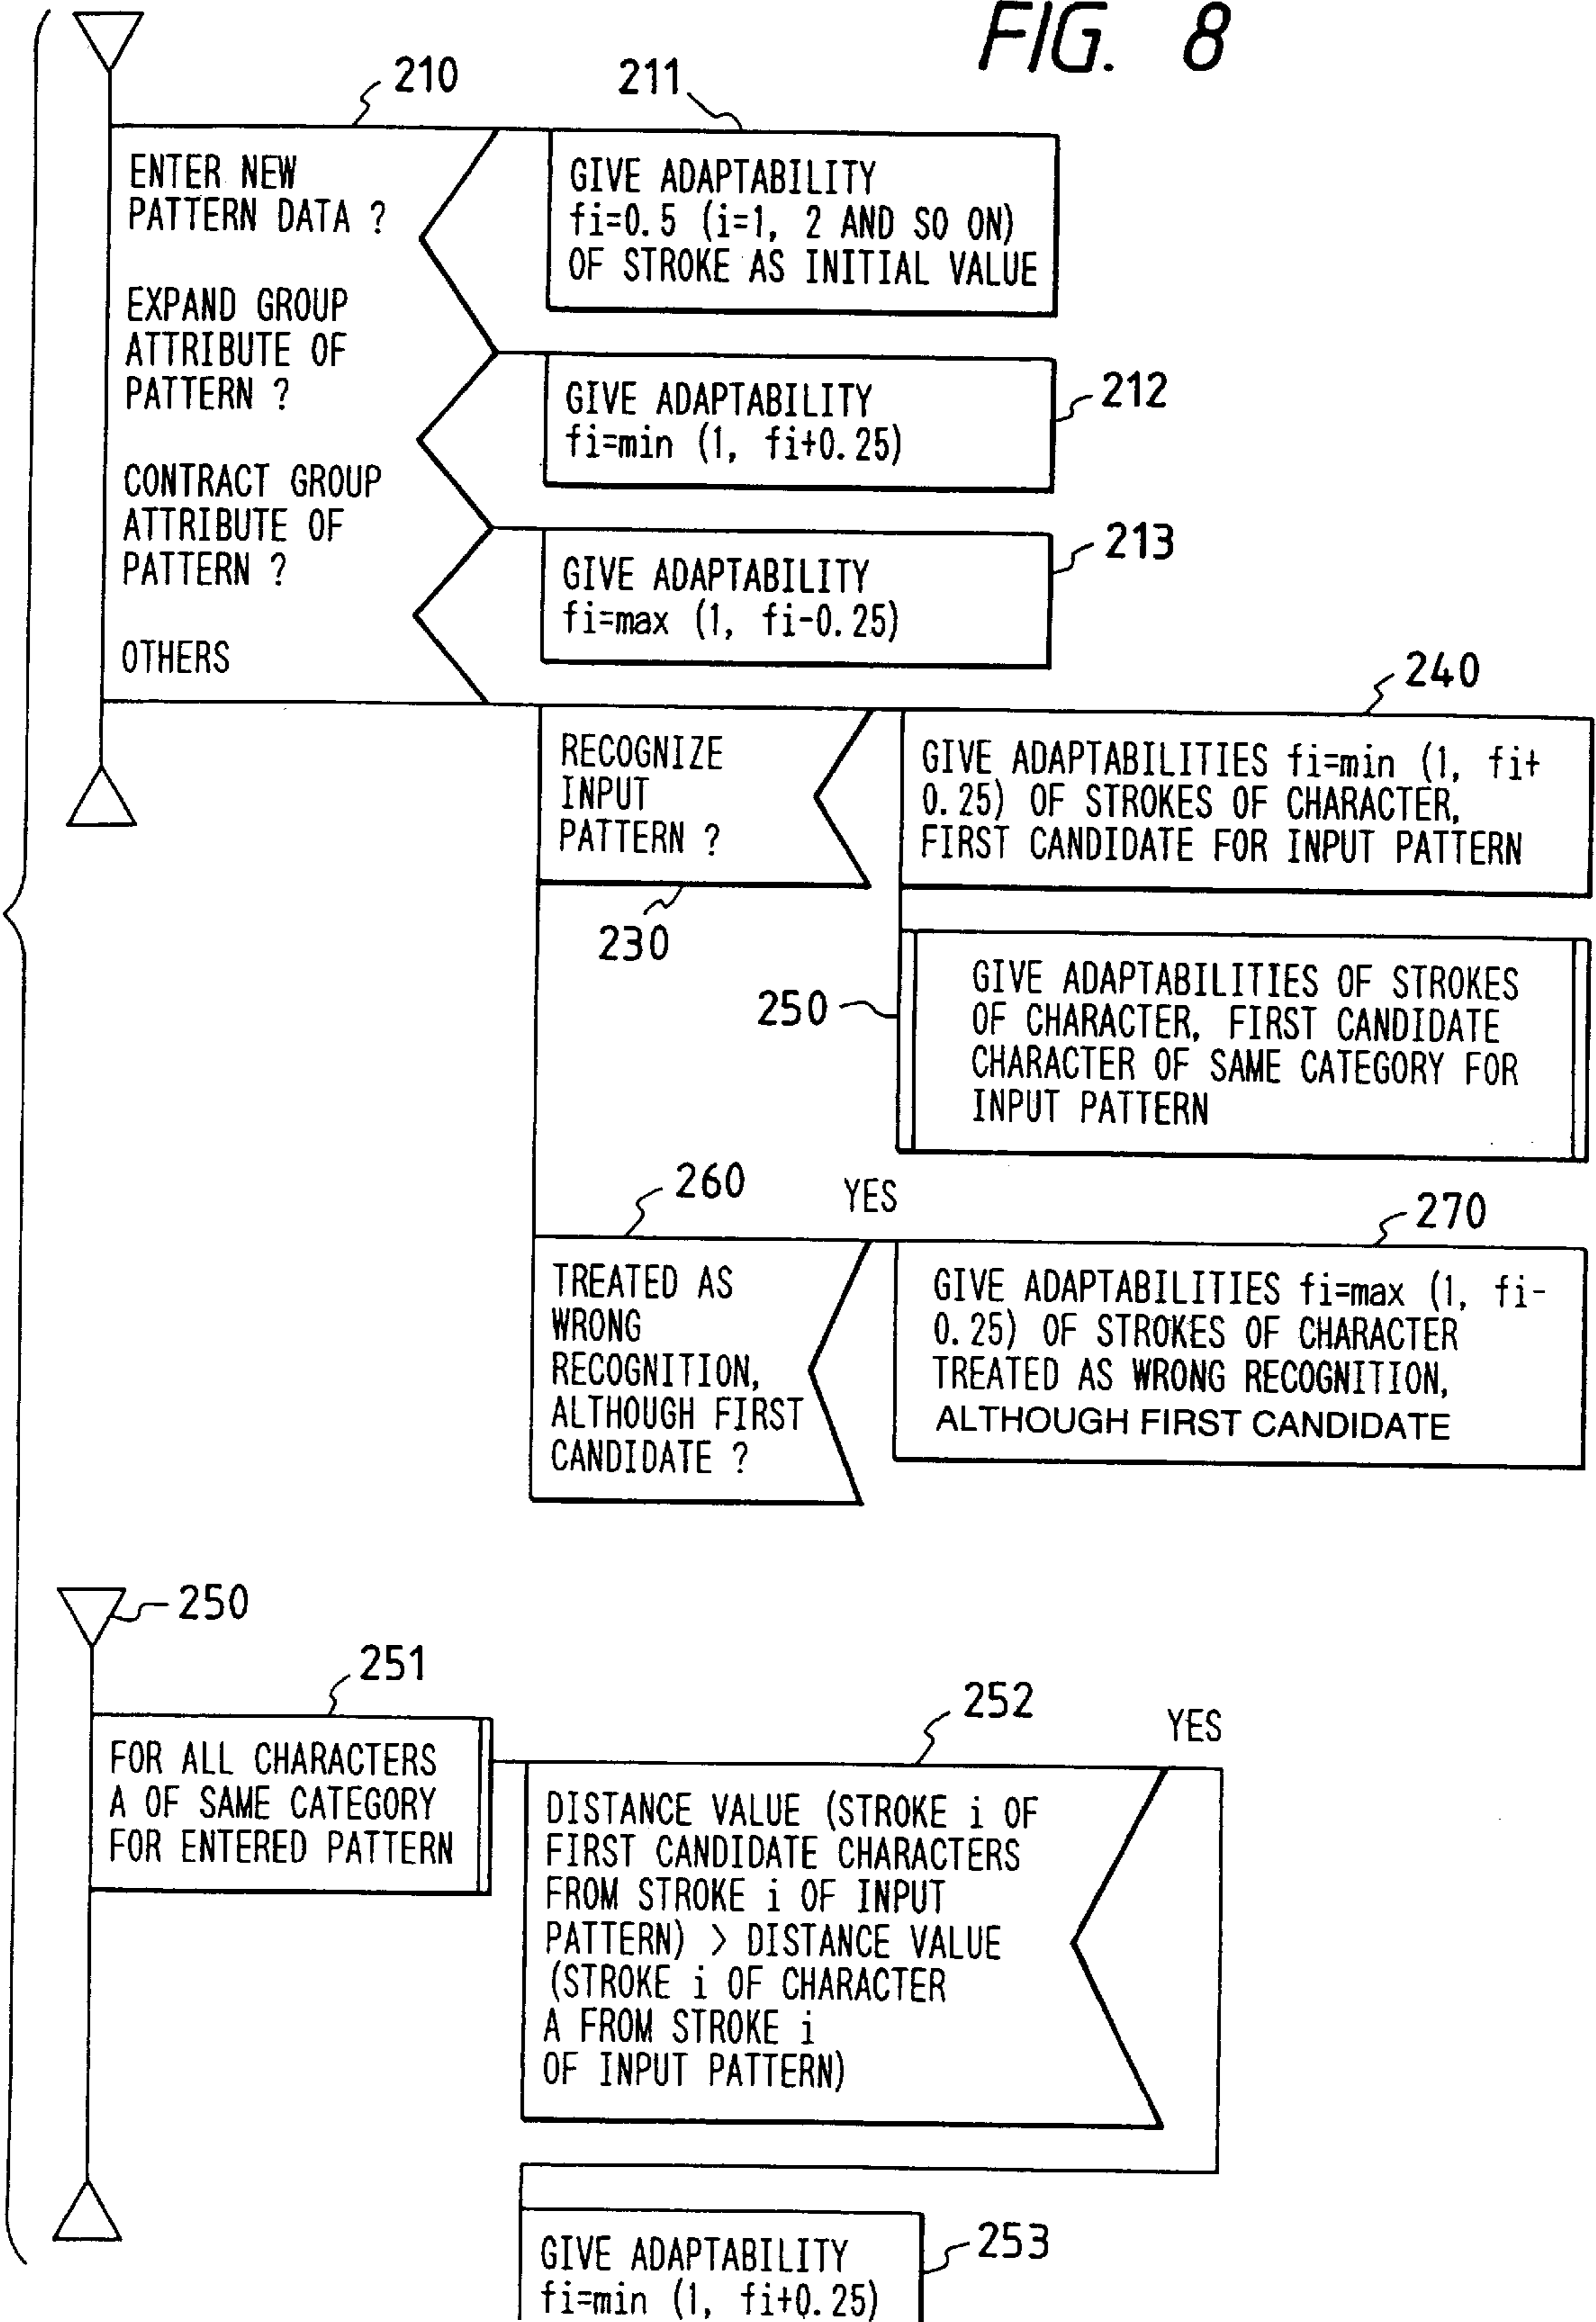 FIG. 8
210
211
ENTER NEW
PATTERN DATA ?
EXPAND GROUP
ATTRIBUTE OF
PATTERN ?
CONTRACT GROUP
ATTRIBUTE OF
PATTERN ?
OTHERS
GIVE ADAPTABILITY
fi=0.5 (i=1, 2 AND SO ON)
OF STROKE AS INITIAL VALUE
GIVE ADAPTABILITY
fi=min (1, fi+0.25)
212
GIVE ADAPTABILITY
fi=max (1, fi-0.25)
213
RECOGNIZE
INPUT
PATTERN ?
230
240
GIVE ADAPTABILITIES fi=min (1, fi+
0.25) OF STROKES OF CHARACTER,
FIRST CANDIDATE FOR INPUT PATTERN
250
GIVE ADAPTABILITIES OF STROKES
OF CHARACTER, FIRST CANDIDATE
CHARACTER OF SAME CATEGORY FOR
INPUT PATTERN
260
YES
270
TREATED AS
WRONG
RECOGNITION,
ALTHOUGH FIRST
CANDIDATE ?
GIVE ADAPTABILITIES fi=max (1, fi-
0.25) OF STROKES OF CHARACTER
TREATED AS WRONG RECOGNITION,
ALTHOUGH FIRST CANDIDATE
250
251
FOR ALL CHARACTERS
A OF SAME CATEGORY
FOR ENTERED PATTERN
252
YES
DISTANCE VALUE (STROKE i OF
FIRST CANDIDATE CHARACTERS
FROM STROKE i OF INPUT
PATTERN) > DISTANCE VALUE
(STROKE i OF CHARACTER
A FROM STROKE i
OF INPUT PATTERN)
253
GIVE ADAPTABILITY
fi=min (1, fi+0.25)